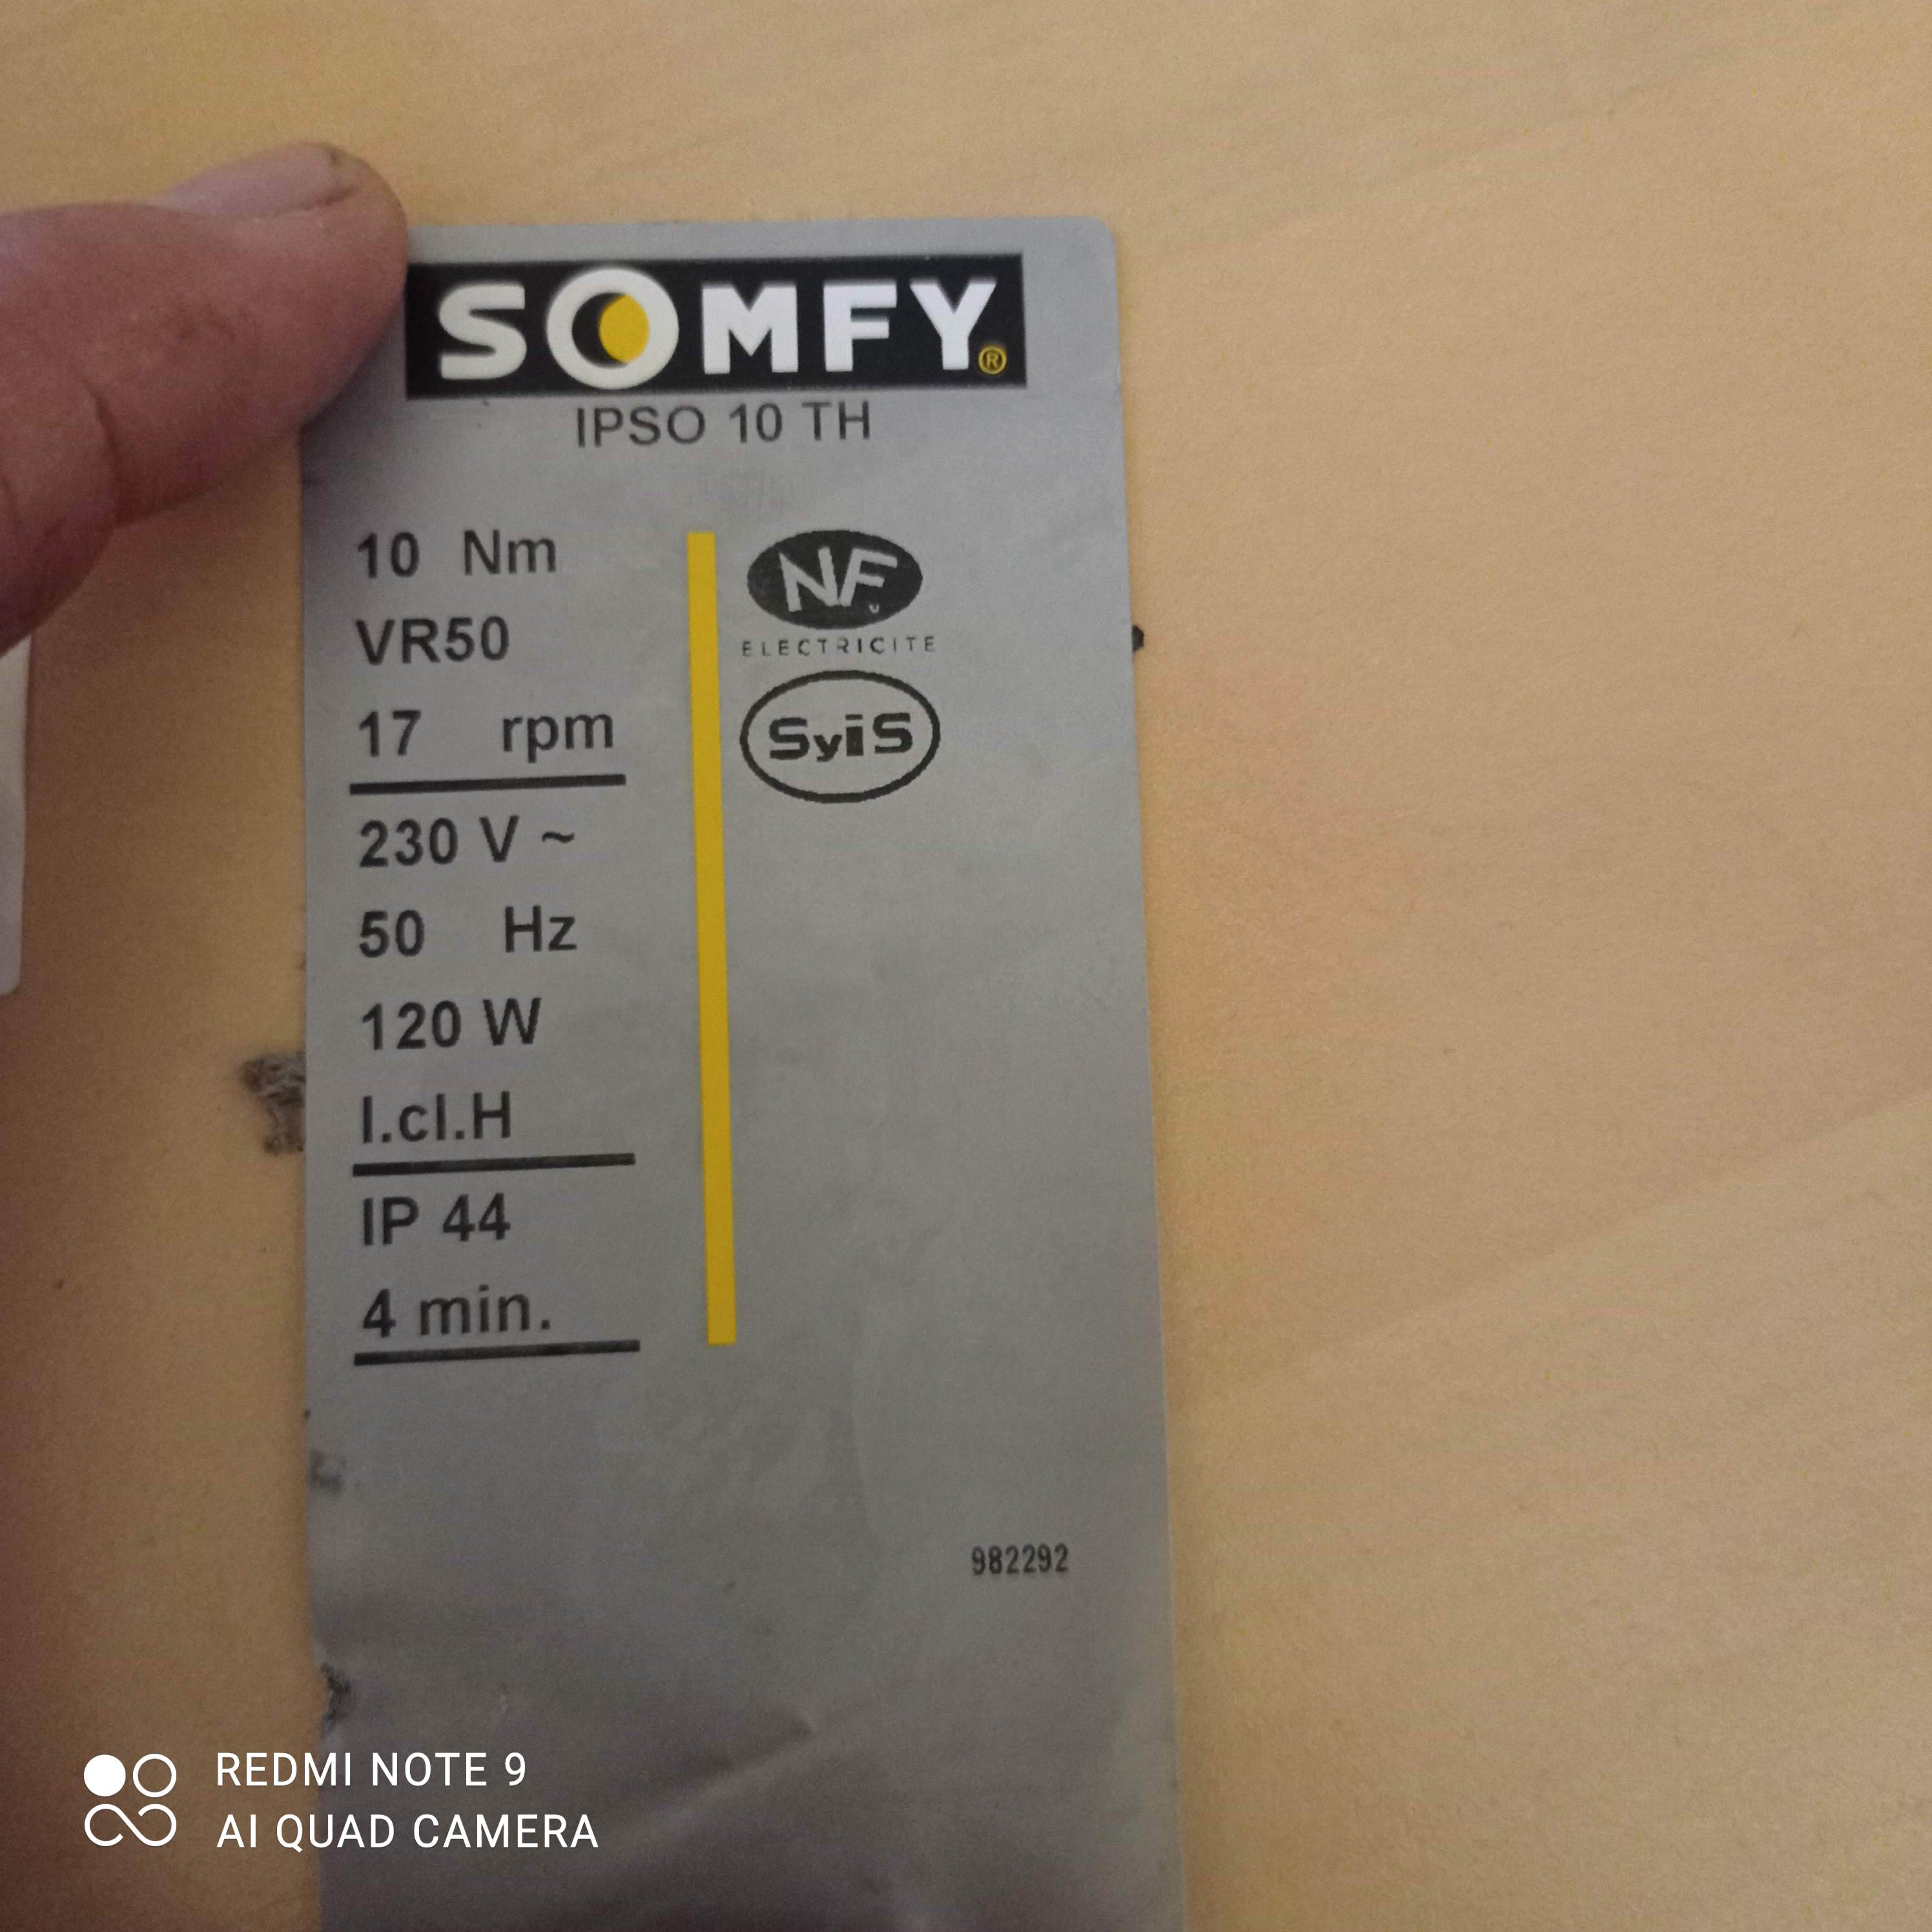 SOMFY®
IPSO 10 TH
10 Nm
VR50
17 rpm
230 V ~
50 Hz
120 W
I.cl.H
IP 44
4 min.
NF
ELECTRICITE
SyiS
982292
REDMI NOTE 9
AI QUAD CAMERA